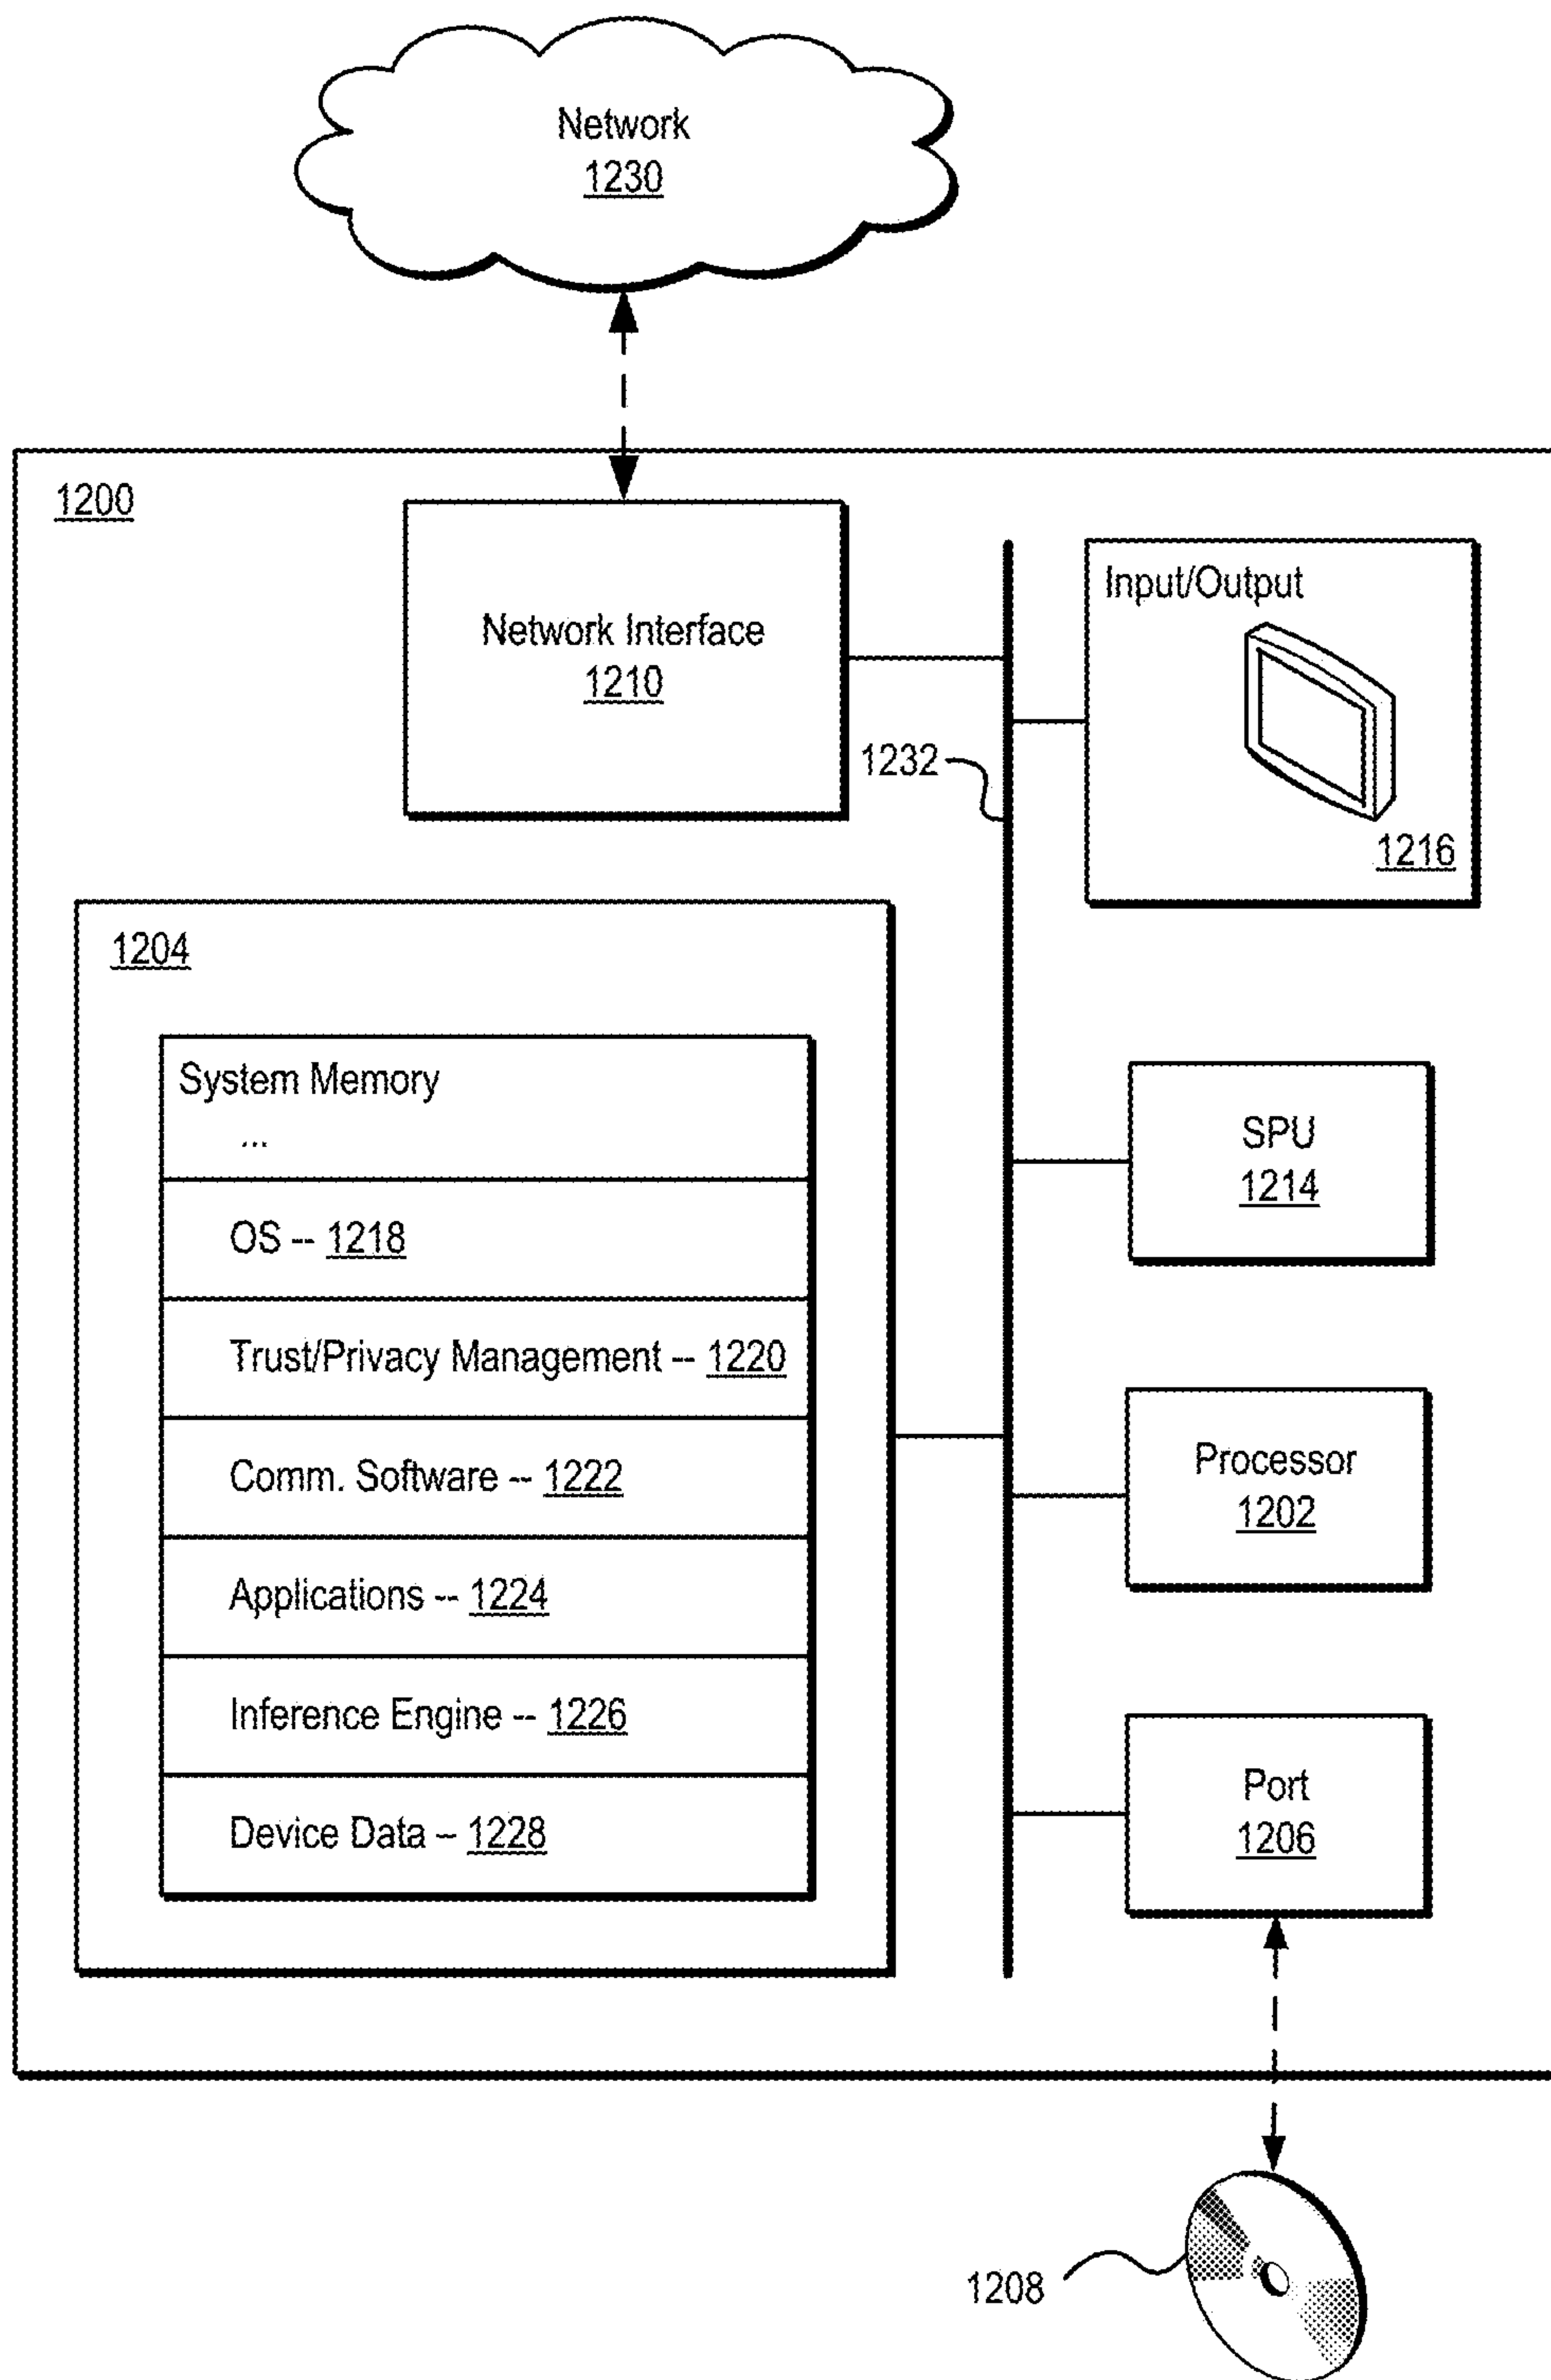 Network
1230
1200
Network Interface
1210
Input/Output
1232
1216
1204
System Memory
...
OS -- 1218
Trust/Privacy Management -- 1220
Comm. Software -- 1222
Applications -- 1224
Inference Engine -- 1226
Device Data -- 1228
SPU
1214
Processor
1202
Port
1206
1208